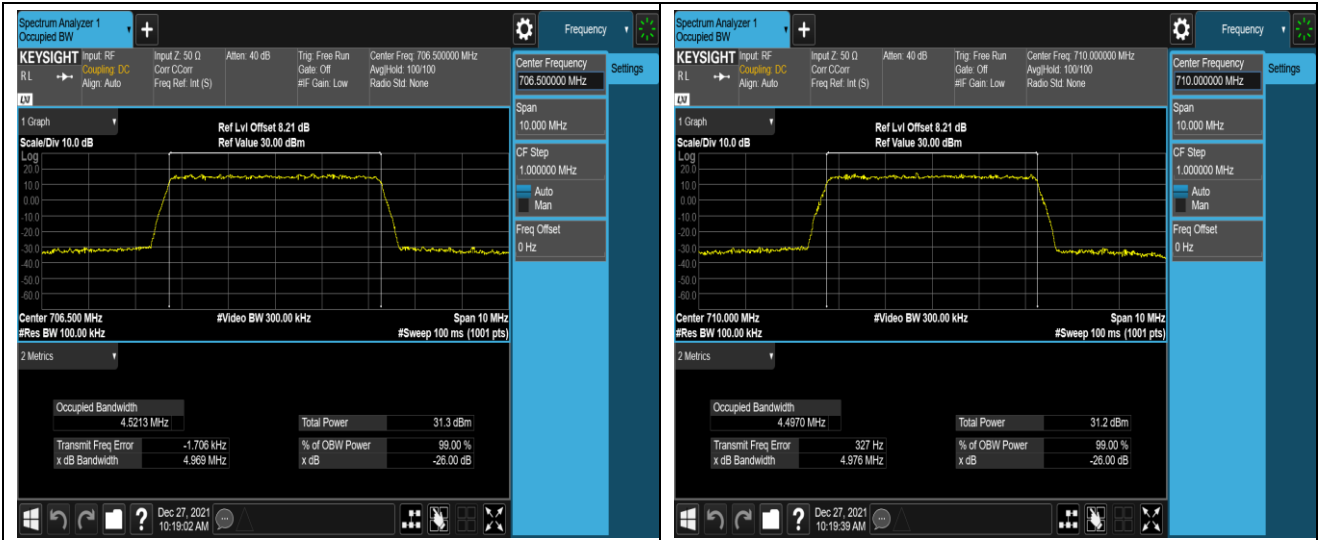 Spectrum Analyzer 1
Occupied BW
Frequency
KEYSIGHT Input: RF Input Z: 50 Ω Atten: 40 dB Trig: Free Run Center Freq: 706.500000 MHz
RL Coupling: DC Corr CCorr Gate: Off Avg|Hold: 100/100
Align: Auto Freq Ref: Int (S) #IF Gain: Low Radio Std: None
LXI
Center Frequency
706.500000 MHz
Settings
Span
10.000 MHz
CF Step
1.000000 MHz
Auto
Man
Freq Offset
0 Hz
1 Graph
Ref Lvl Offset 8.21 dB
Scale/Div 10.0 dB Ref Value 30.00 dBm
Log
20.0
10.0
0.00
-10.0
-20.0
-30.0
-40.0
-50.0
-60.0
Center 706.500 MHz #Video BW 300.00 kHz Span 10 MHz
#Res BW 100.00 kHz #Sweep 100 ms (1001 pts)
2 Metrics
Occupied Bandwidth
4.5213 MHz Total Power 31.3 dBm
Transmit Freq Error -1.706 kHz % of OBW Power 99.00 %
x dB Bandwidth 4.969 MHz x dB -26.00 dB
Dec 27, 2021
10:19:02 AM
Spectrum Analyzer 1
Occupied BW
Frequency
KEYSIGHT Input: RF Input Z: 50 Ω Atten: 40 dB Trig: Free Run Center Freq: 710.000000 MHz
RL Coupling: DC Corr CCorr Gate: Off Avg|Hold: 100/100
Align: Auto Freq Ref: Int (S) #IF Gain: Low Radio Std: None
LXI
Center Frequency
710.000000 MHz
Settings
Span
10.000 MHz
CF Step
1.000000 MHz
Auto
Man
Freq Offset
0 Hz
1 Graph
Ref Lvl Offset 8.21 dB
Scale/Div 10.0 dB Ref Value 30.00 dBm
Log
20.0
10.0
0.00
-10.0
-20.0
-30.0
-40.0
-50.0
-60.0
Center 710.000 MHz #Video BW 300.00 kHz Span 10 MHz
#Res BW 100.00 kHz #Sweep 100 ms (1001 pts)
2 Metrics
Occupied Bandwidth
4.4970 MHz Total Power 31.2 dBm
Transmit Freq Error 327 Hz % of OBW Power 99.00 %
x dB Bandwidth 4.976 MHz x dB -26.00 dB
Dec 27, 2021
10:19:39 AM